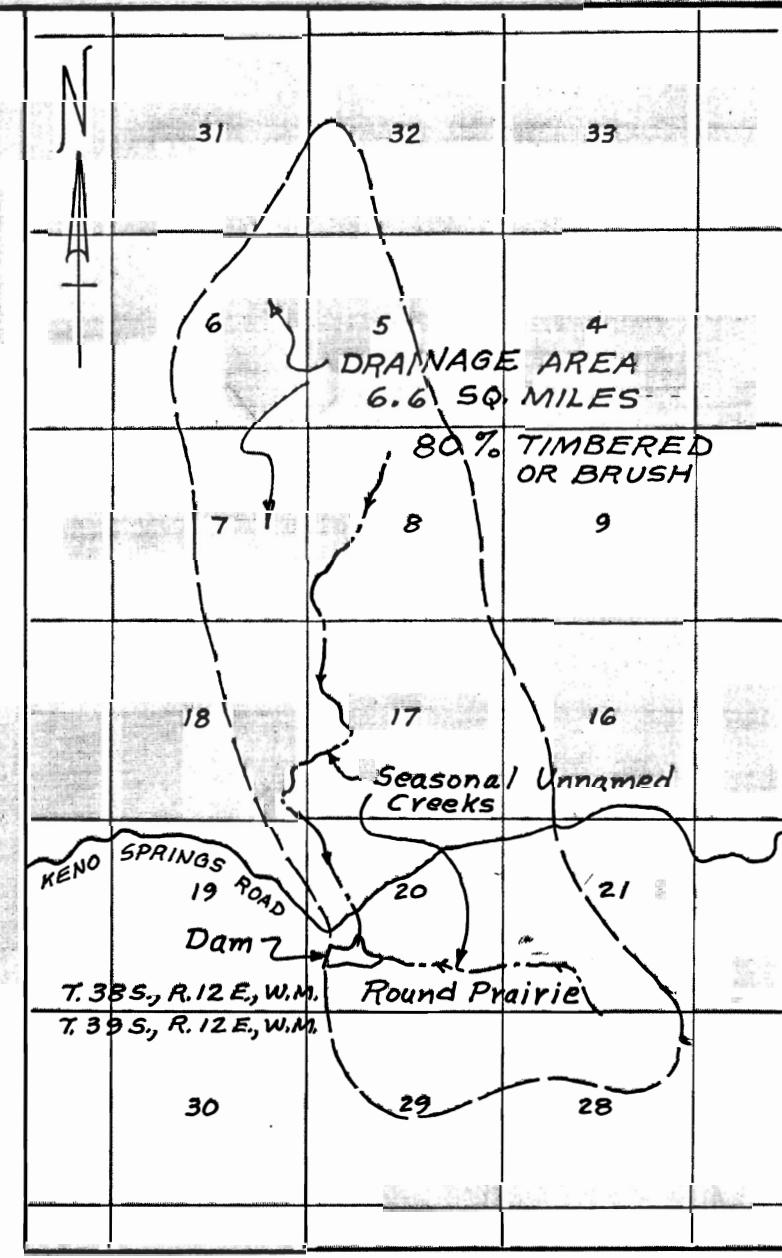 N
31
32
33
6
5
4
DRAINAGE AREA
6.6 SQ. MILES
80% TIMBERED
OR BRUSH
7
8
9
18
17
16
Seasonal Unnamed
Creeks
KENO SPRINGS ROAD
19
20
21
Dam
T. 38 S., R. 12 E., W.M.
Round Prairie
T. 39 S., R. 12 E., W.M.
30
29
28